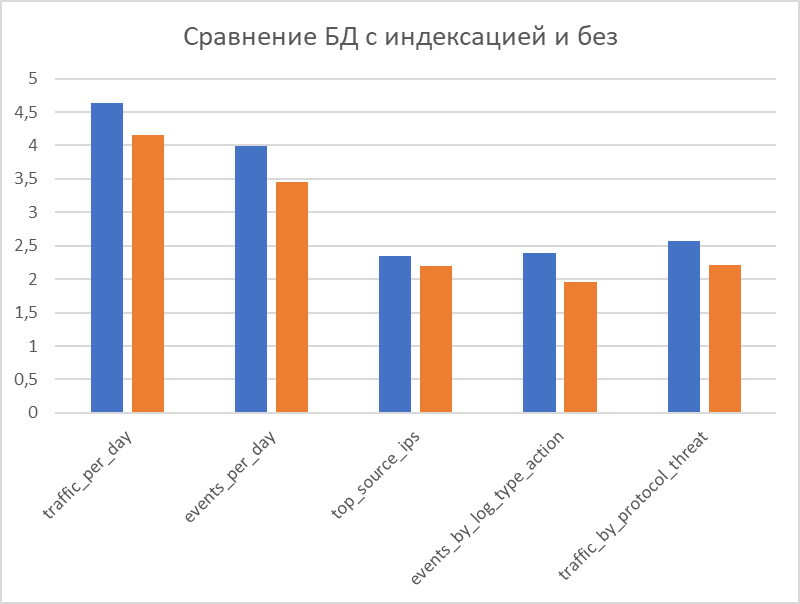 Сравнение БД с индексацией и без
5
4,5
4
3,5
3
2,5
2
1,5
1
0,5
0
traffic_per_day
events_per_day
top_source_ips
events_by_log_type_action
traffic_by_protocol_threat